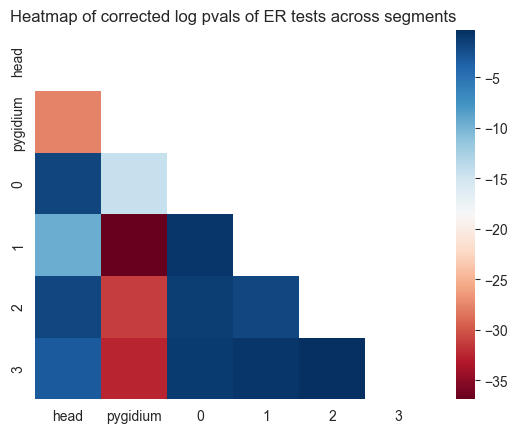 Heatmap of corrected log pvals of ER tests across segments
head
pygidium
0
1
2
3
head pygidium 0 1 2 3
−5
−10
−15
−20
−25
−30
−35